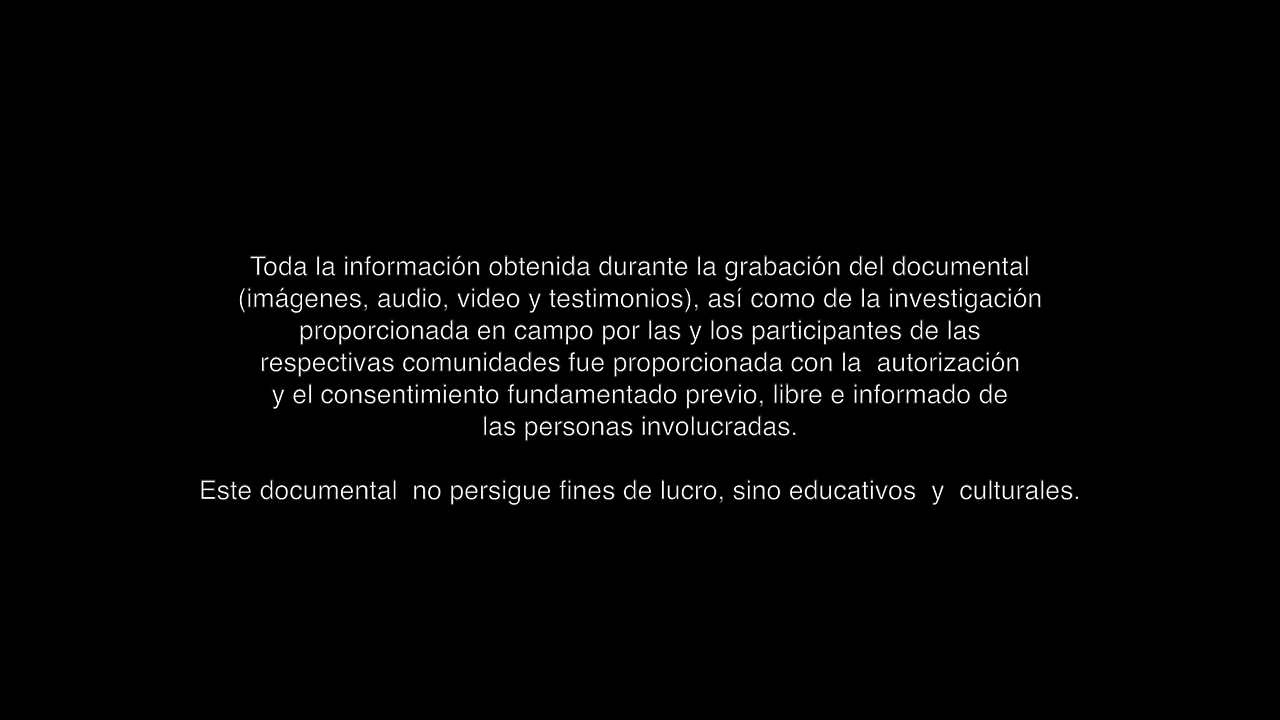 Toda la información obtenida durante la grabación del documental
(imágenes, audio, video y testimonios), así como de la investigación
proporcionada en campo por las y los participantes de las
respectivas comunidades fue proporcionada con la  autorización
y el consentimiento fundamentado previo, libre e informado de
las personas involucradas.
Este documental  no persigue fines de lucro, sino educativos  y  culturales.